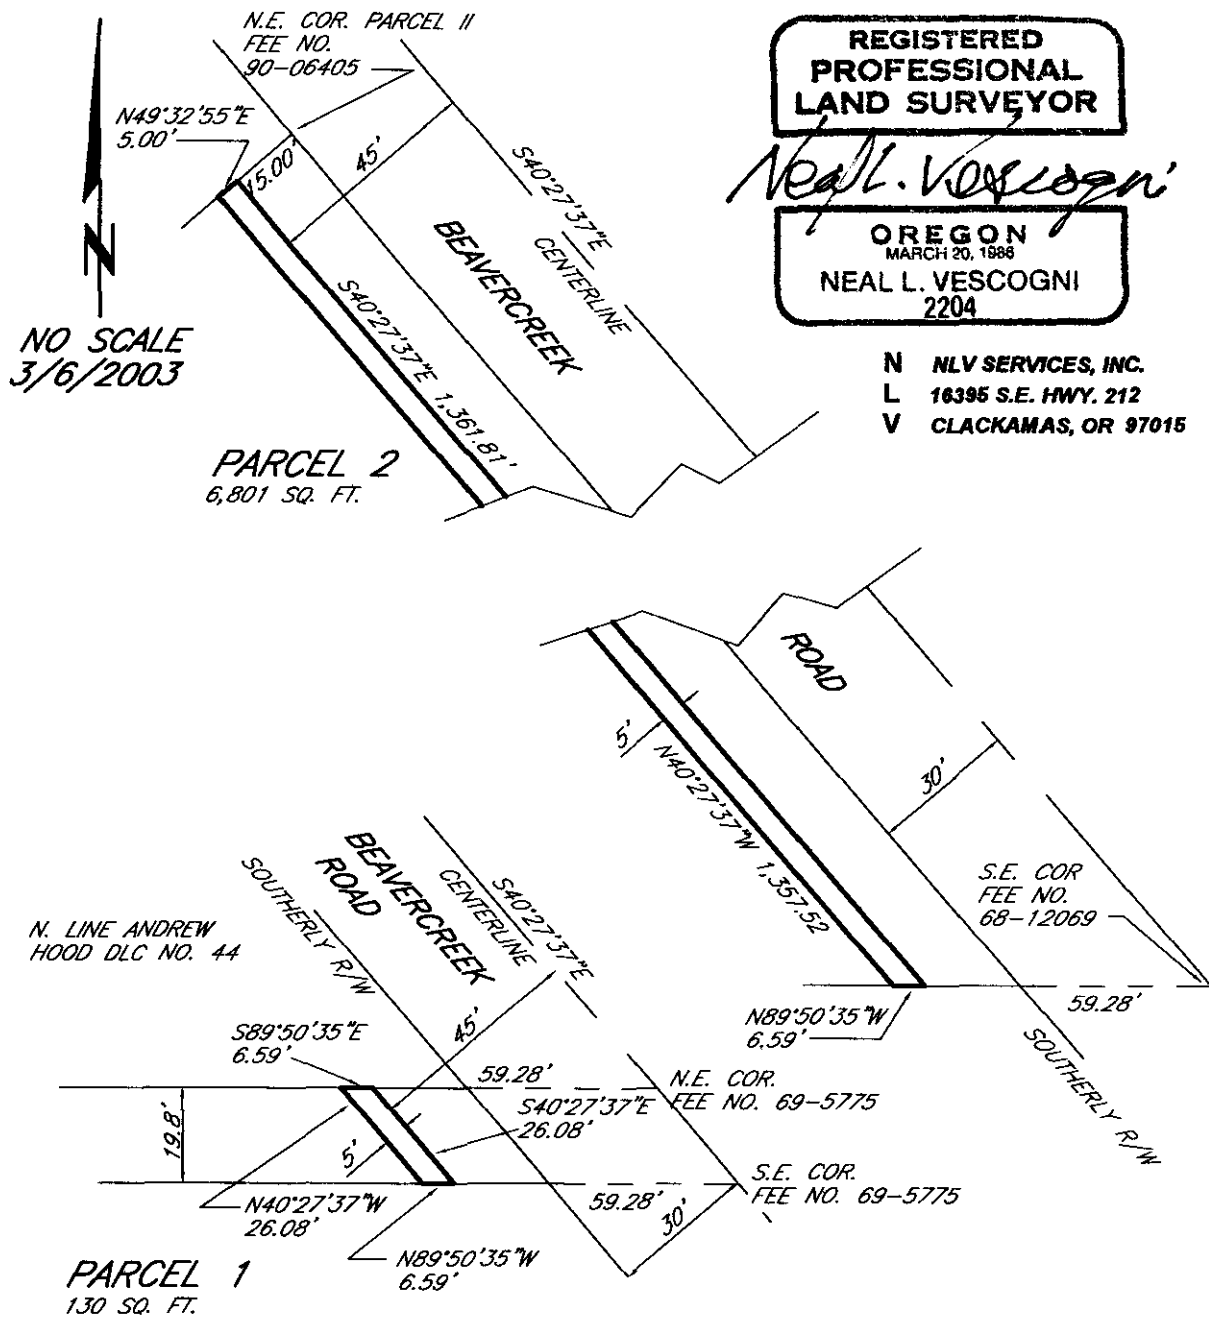 N.E. COR. PARCEL II
FEE NO.
90-06405
N49°32'55"E
5.00'
15.00'
45'
S40°27'37"E
CENTERLINE
BEAVERCREEK
S40°27'37"E 1,361.81'
N
NO SCALE
3/6/2003
PARCEL 2
6,801 SQ. FT.
REGISTERED
PROFESSIONAL
LAND SURVEYOR
Neal L. Vescogni
OREGON
MARCH 20, 1986
NEAL L. VESCOGNI
2204
N NLV SERVICES, INC.
L 16395 S.E. HWY. 212
V CLACKAMAS, OR 97015
ROAD
5'
N40°27'37"W 1,357.52
30'
S.E. COR
FEE NO.
68-12069
N89°50'35"W
6.59'
59.28'
SOUTHERLY R/W
BEAVERCREEK
ROAD
CENTERLINE
S40°27'37"E
SOUTHERLY R/W
N. LINE ANDREW
HOOD DLC NO. 44
45'
S89°50'35"E
6.59'
59.28'
N.E. COR.
FEE NO. 69-5775
S40°27'37"E
26.08'
19.8'
5'
S.E. COR.
FEE NO. 69-5775
59.28'
30'
N40°27'37"W
26.08'
N89°50'35"W
6.59'
PARCEL 1
130 SQ. FT.